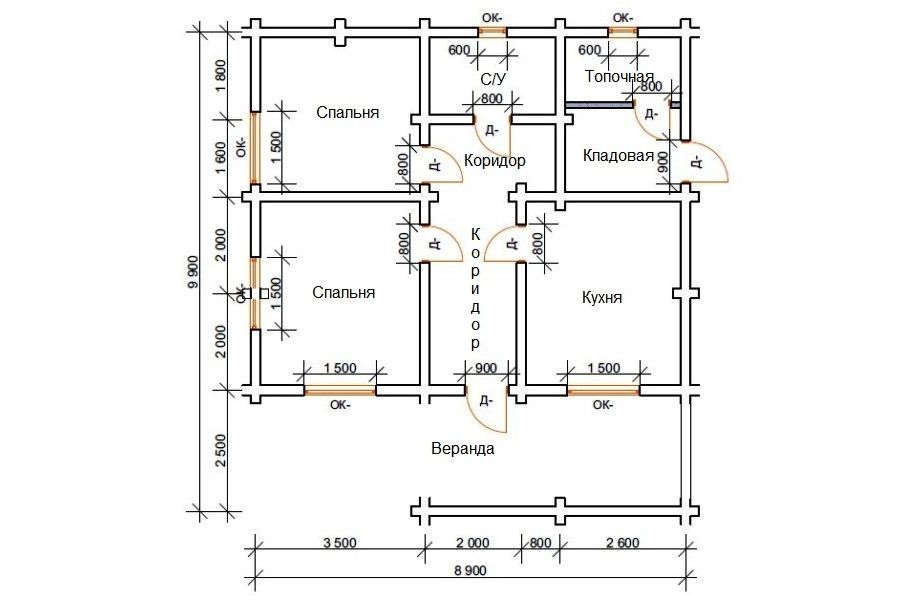 ОК-
ОК-
600
600
С/У
Топочная
1 800
800
800
Спальня
Д-
Д-
ОК-
1 500
1 600
800
Д-
Коридор
Кладовая
900
Д-
9 900
2 000
800
Д-
Коридор
Д-
800
ОК-
1 500
Спальня
Кухня
2 000
1 500
900
1 500
ОК-
Д-
ОК-
2 500
Веранда
3 500
2 000
800
2 600
8 900